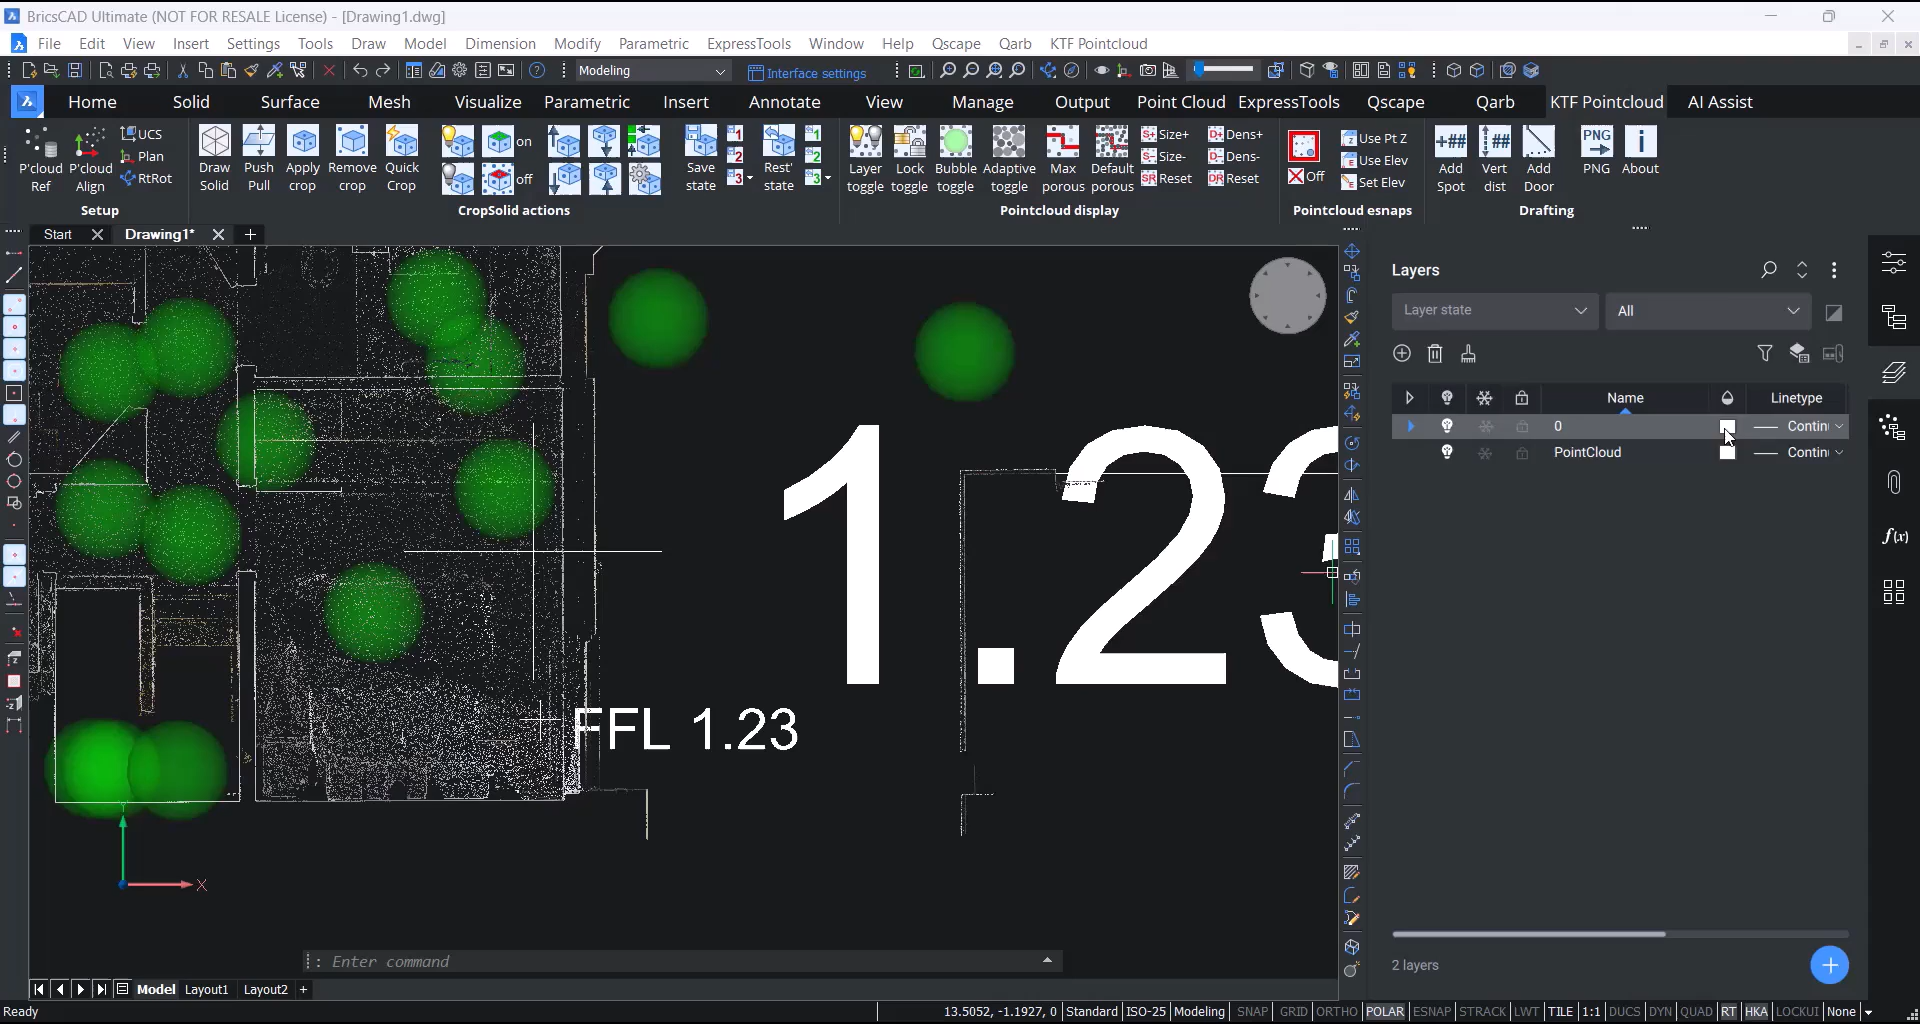 BricsCAD Ultimate (NOT FOR RESALE License) - [Drawing1.dwg]
File Edit View Insert Settings Tools Draw Model Dimension Modify Parametric ExpressTools Window Help Qscape Qarb KTF Pointcloud
Modeling Interface settings
Home Solid Surface Mesh Visualize Parametric Insert Annotate View Manage Output Point Cloud ExpressTools Qscape Qarb KTF Pointcloud AI Assist
P'cloud Ref
P'cloud Align
UCS
Plan
RtRot
Setup
Draw Solid
Push Pull
Apply crop
Remove crop
Quick Crop
on
off
Save state
1
2
3
Rest' state
1
2
3
CropSolid actions
Layer toggle
Lock toggle
Bubble toggle
Adaptive toggle
Max porous
Default porous
S+ Size+
S- Size-
SR Reset
D+ Dens+
D- Dens-
DR Reset
Pointcloud display
Off
Use Pt Z
Use Elev
Set Elev
Pointcloud esnaps
+## Add Spot
## Vert dist
Add Door
PNG PNG
i About
Drafting
Start Drawing1*
1.23
FFL 1.23
Y
X
: Enter command
Model Layout1 Layout2 +
Layers
Layer state All
Name Linetype
0 Contin
PointCloud Contin
2 layers
f(x)
Ready 13.5052, -1.1927, 0 Standard ISO-25 Modeling SNAP GRID ORTHO POLAR ESNAP STRACK LWT TILE 1:1 DUCS DYN QUAD RT HKA LOCKUI None